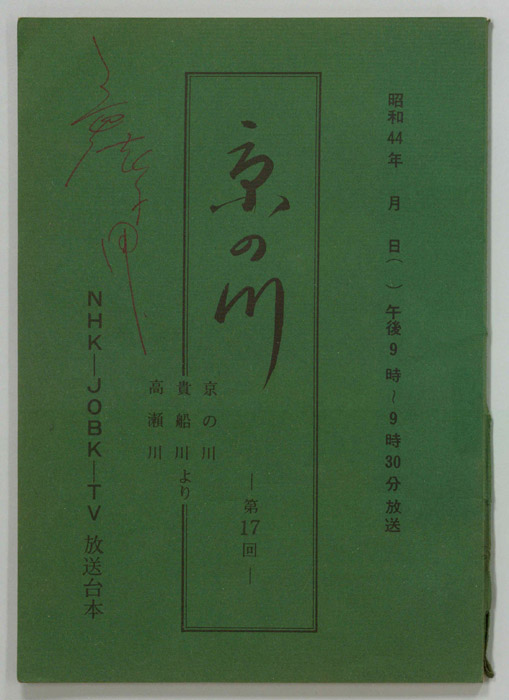 昭和44年 月 日( )午後9時~9時30分放送
京の川
―第17回―
京の川
貴船川より
高瀬川
NHK―JOBK―TV 放送台本